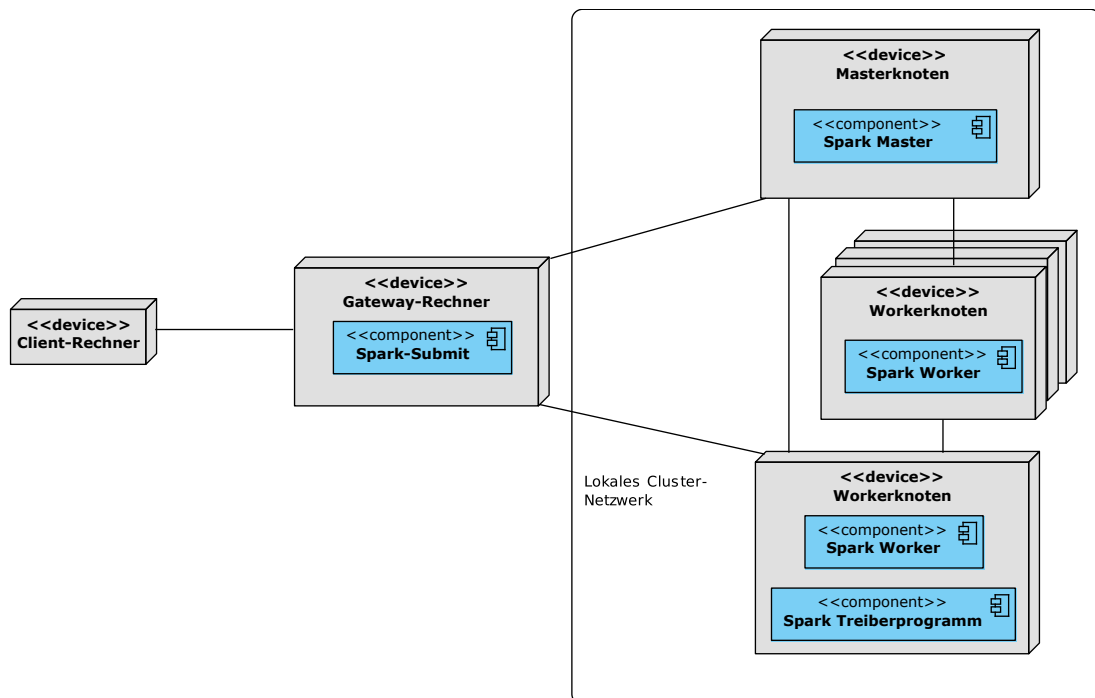 <<device>>
Masterknoten
<<component>>
Spark Master
<<device>>
Gateway-Rechner
<<component>>
Spark-Submit
<<device>>
Client-Rechner
<<device>>
Workerknoten
<<component>>
Spark Worker
Lokales Cluster-
Netzwerk
<<device>>
Workerknoten
<<component>>
Spark Worker
<<component>>
Spark Treiberprogramm